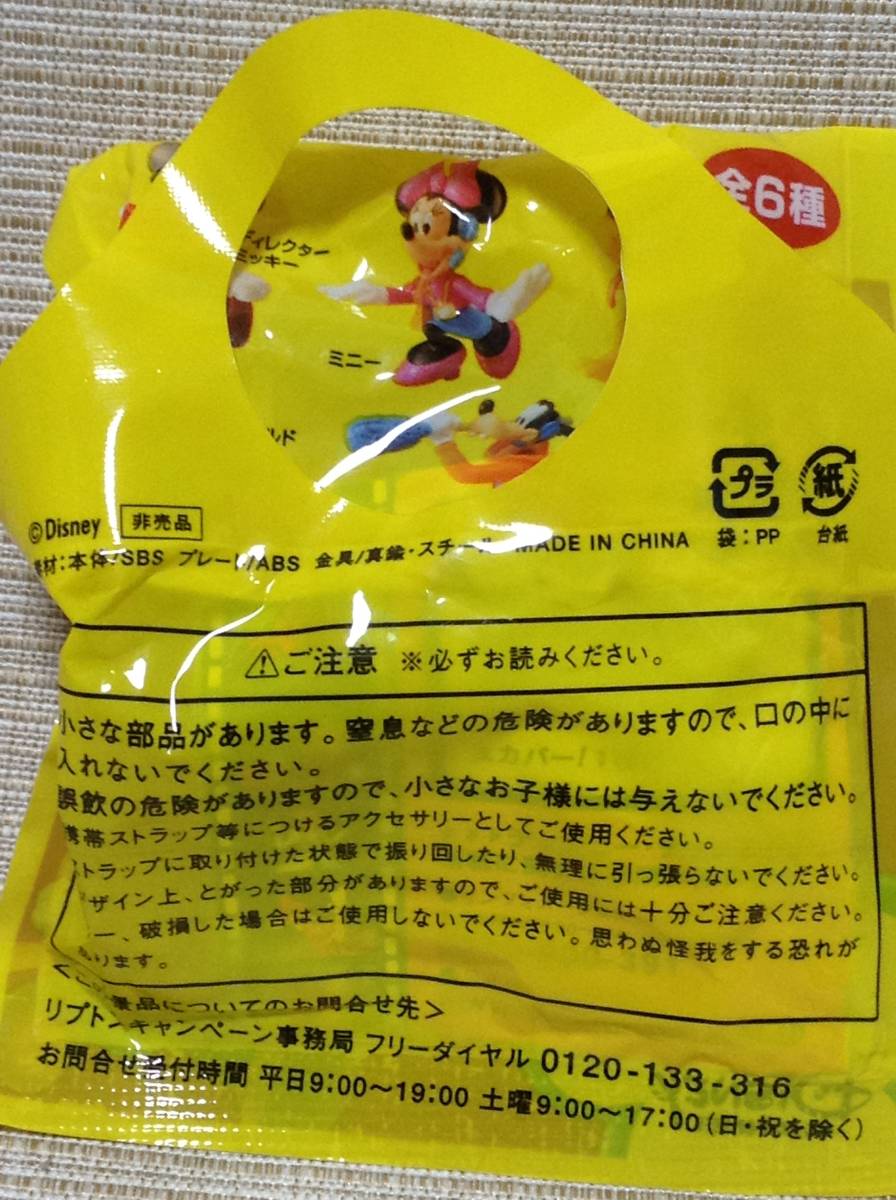 全6種
ディレクター
ミッキー
ミニー
ルド
©Disney 非売品
プラ 紙
袋：PP 台紙
材：本体/SBS プレート/ABS 金具/真鍮・スチール MADE IN CHINA
⚠ご注意 ※必ずお読みください。
小さな部品があります。窒息などの危険がありますので、口の中に
入れないでください。
誤飲の危険がありますので、小さなお子様には与えないでください。
携帯ストラップ等につけるアクセサリーとしてご使用ください。
トラップに取り付けた状態で振り回したり、無理に引っ張らないでください。
ザイン上、とがった部分がありますので、ご使用には十分ご注意ください。
一、破損した場合はご使用しないでください。思わぬ怪我をする恐れが
あります。
景品についてのお問合せ先＞
リプトンキャンペーン事務局 フリーダイヤル 0120-133-316
お問合せ受付時間 平日9:00～19:00 土曜9:00～17:00（日・祝を除く）